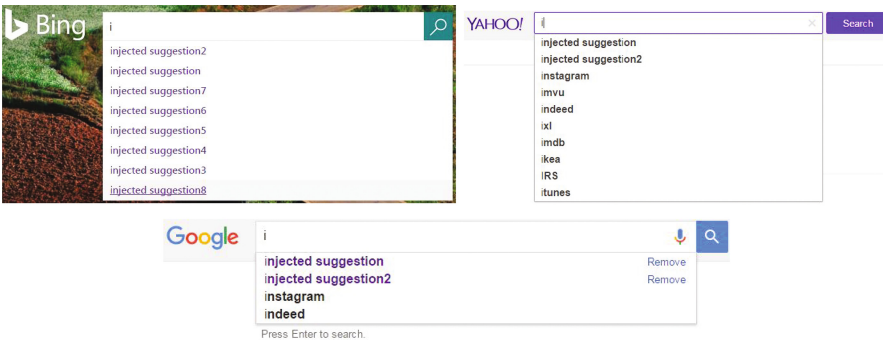 Bing
i
injected suggestion2
injected suggestion
injected suggestion7
injected suggestion6
injected suggestion5
injected suggestion4
injected suggestion3
injected suggestion8
YAHOO!
i
Search
injected suggestion
injected suggestion2
instagram
imvu
indeed
ixl
imdb
ikea
IRS
itunes
Google
i
injected suggestion Remove
injected suggestion2 Remove
instagram
indeed
Press Enter to search.